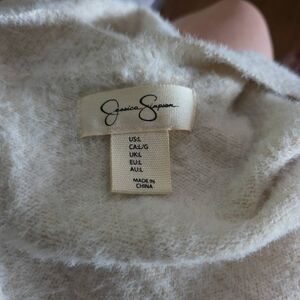 Jessica Simpson
US:L
CA:L/G
UK:L
EU:L
AU:L
MADE IN
CHINA